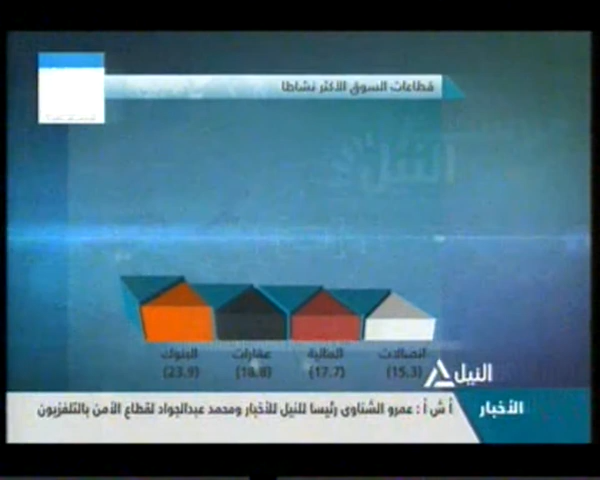 قطاعات السوق الأكثر نشاطا
النيل
اتصالات المالية عقارات البنوك
(15.3) (17.7) (18.8) (23.9)
النيل
الأخبار
أ ش أ : عمرو الشناوى رئيسا للنيل للأخبار ومحمد عبدالجواد لقطاع الأمن بالتلفزيون